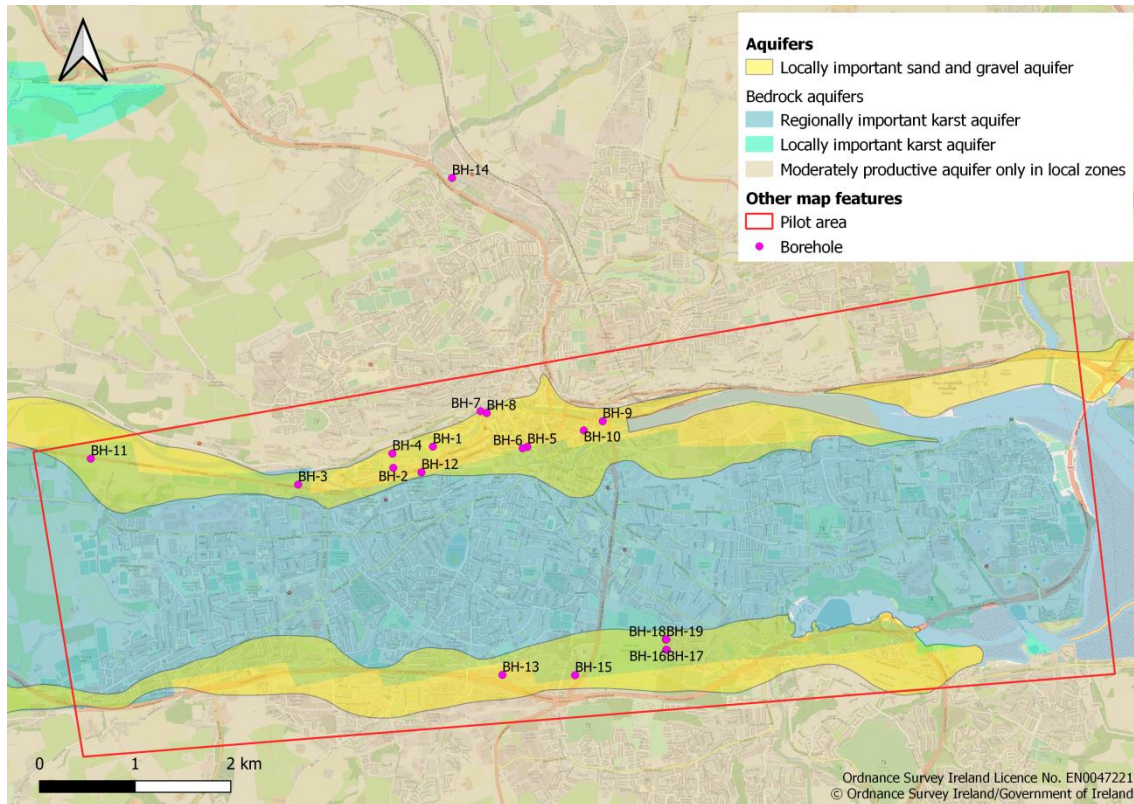 Aquifers
Locally important sand and gravel aquifer
Bedrock aquifers
Regionally important karst aquifer
Locally important karst aquifer
Moderately productive aquifer only in local zones
Other map features
Pilot area
Borehole
BH-14
BH-7 BH-8
BH-9
BH-10
BH-4 BH-1
BH-6 BH-5
BH-11
BH-2 BH-12
BH-3
BH-18 BH-19
BH-16 BH-17
BH-13
BH-15
0 1 2 km
Ordnance Survey Ireland Licence No. EN0047221
© Ordnance Survey Ireland/Government of Ireland